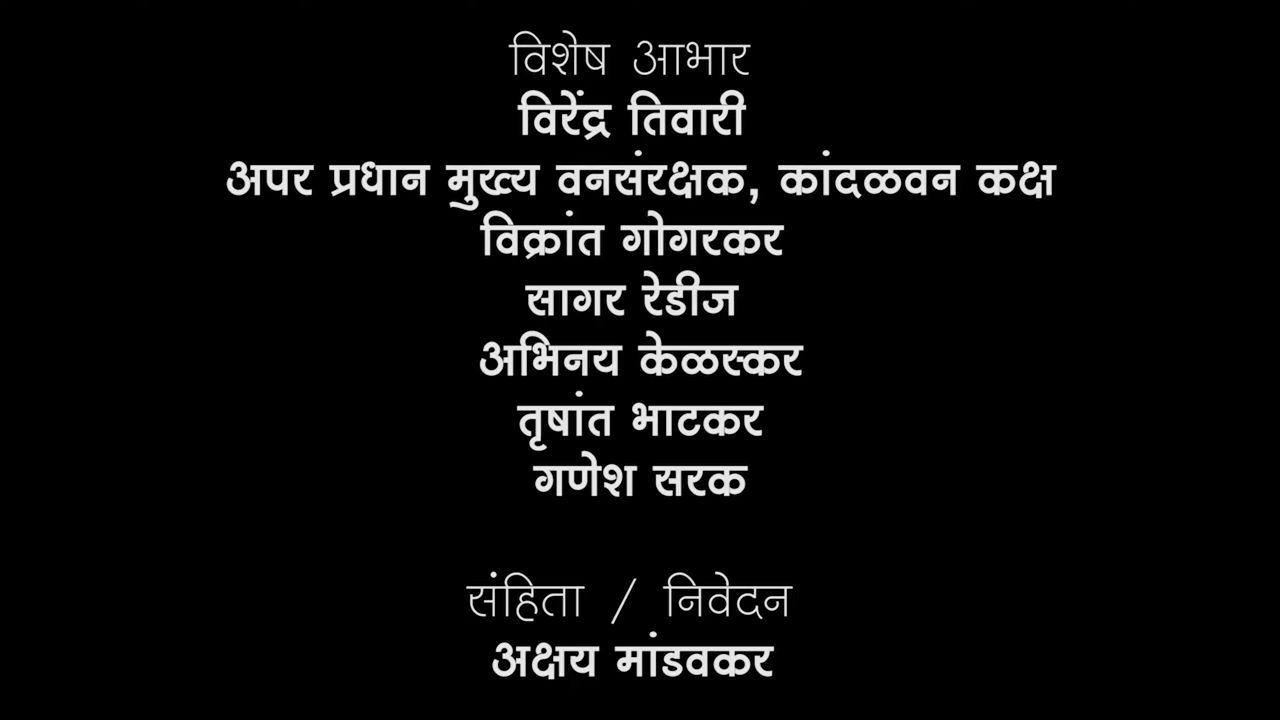 विशेष आभार
विरेंद्र तिवारी
अपर प्रधान मुख्य वनसंरक्षक, कांदळवन कक्ष
विक्रांत गोगरकर
सागर रेडीज
अभिनय केळस्कर
तृषांत भाटकर
गणेश सरक
संहिता / निवेदन
अक्षय मांडवकर